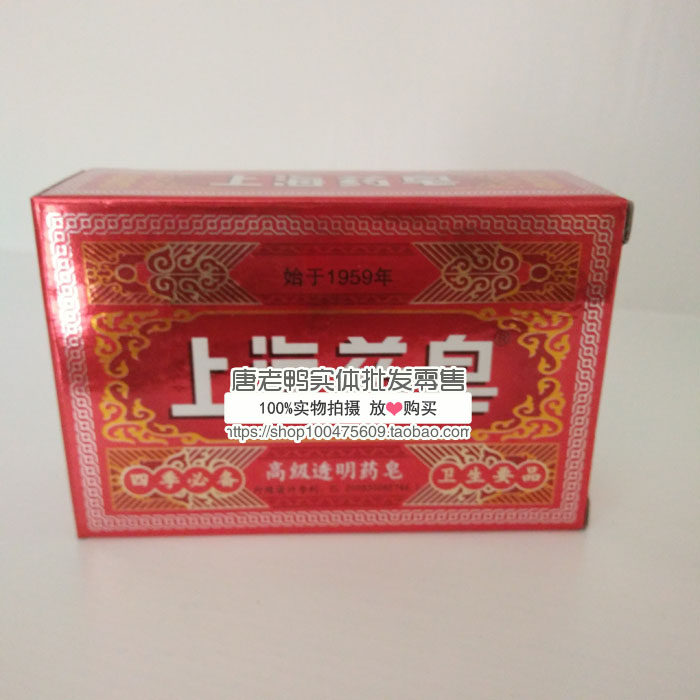 上海药皂
始于1959年
上海药皂®
唐老鸭实体批发零售
100%实物拍摄 放❤购买
https://shop100475609.taobao.com
四季必备
高级透明药皂
卫生要品